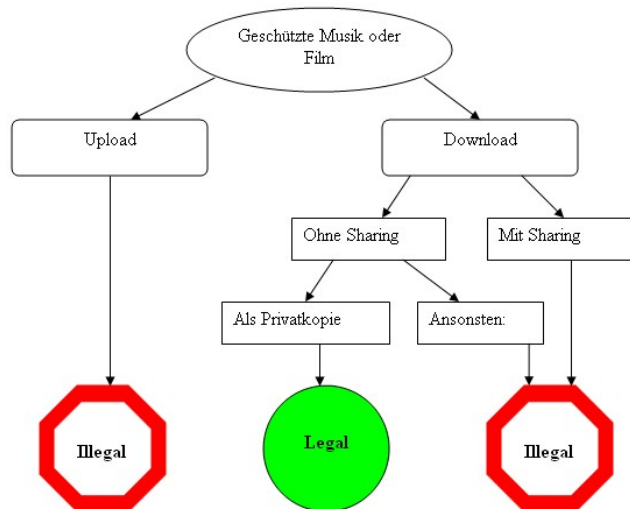 Geschützte Musik oder
Film
Upload
Download
Ohne Sharing
Mit Sharing
Als Privatkopie
Ansonsten:
Illegal
Legal
Illegal